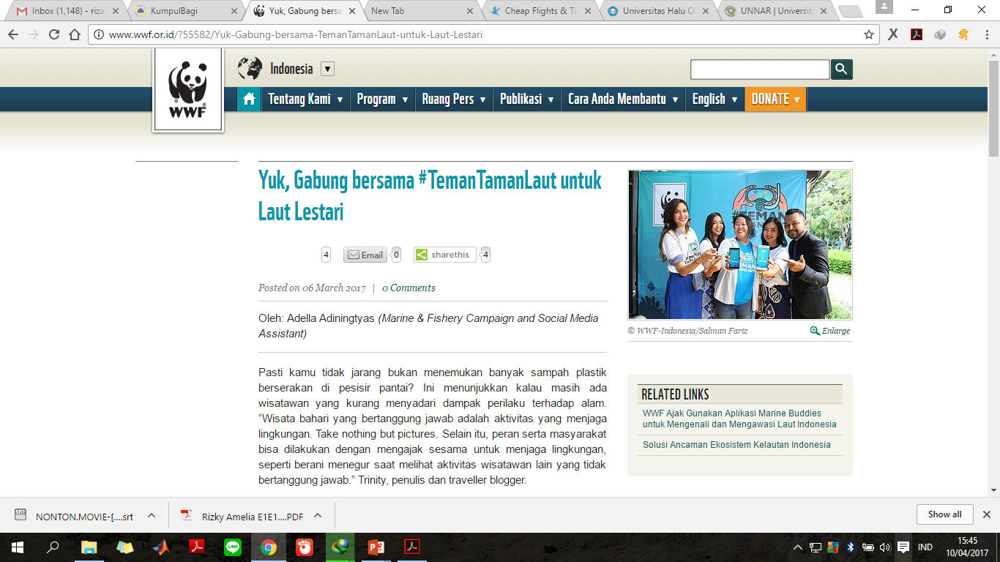 Inbox (1,148) - riza
KumpulBagi
Yuk, Gabung bersa
New Tab
Cheap Flights & Ti
Universitas Halu Ol
UNNAR | Universita
www.wwf.or.id/?55582/Yuk-Gabung-bersama-TemanTamanLaut-untuk-Laut-Lestari
WWF
Indonesia
Tentang Kami
Program
Ruang Pers
Publikasi
Cara Anda Membantu
English
DONATE
Yuk, Gabung bersama #TemanTamanLaut untuk
Laut Lestari
4
Email
0
sharethis
4
Posted on 06 March 2017 | 0 Comments
Oleh: Adella Adiningtyas (Marine & Fishery Campaign and Social Media
Assistant)
Pasti kamu tidak jarang bukan menemukan banyak sampah plastik
berserakan di pesisir pantai? Ini menunjukkan kalau masih ada
wisatawan yang kurang menyadari dampak perilaku terhadap alam.
“Wisata bahari yang bertanggung jawab adalah aktivitas yang menjaga
lingkungan. Take nothing but pictures. Selain itu, peran serta masyarakat
bisa dilakukan dengan mengajak sesama untuk menjaga lingkungan,
seperti berani menegur saat melihat aktivitas wisatawan lain yang tidak
bertanggung jawab.” Trinity, penulis dan traveller blogger.
WWF
#TEMAN
© WWF-Indonesia/Salman Fariz
Enlarge
RELATED LINKS
WWF Ajak Gunakan Aplikasi Marine Buddies
untuk Mengenali dan Mengawasi Laut Indonesia
Solusi Ancaman Ekosistem Kelautan Indonesia
SRT
NONTON.MOVIE-[....srt
Rizky Amelia E1E1....PDF
Show all
LINE
IND
15:45
10/04/2017